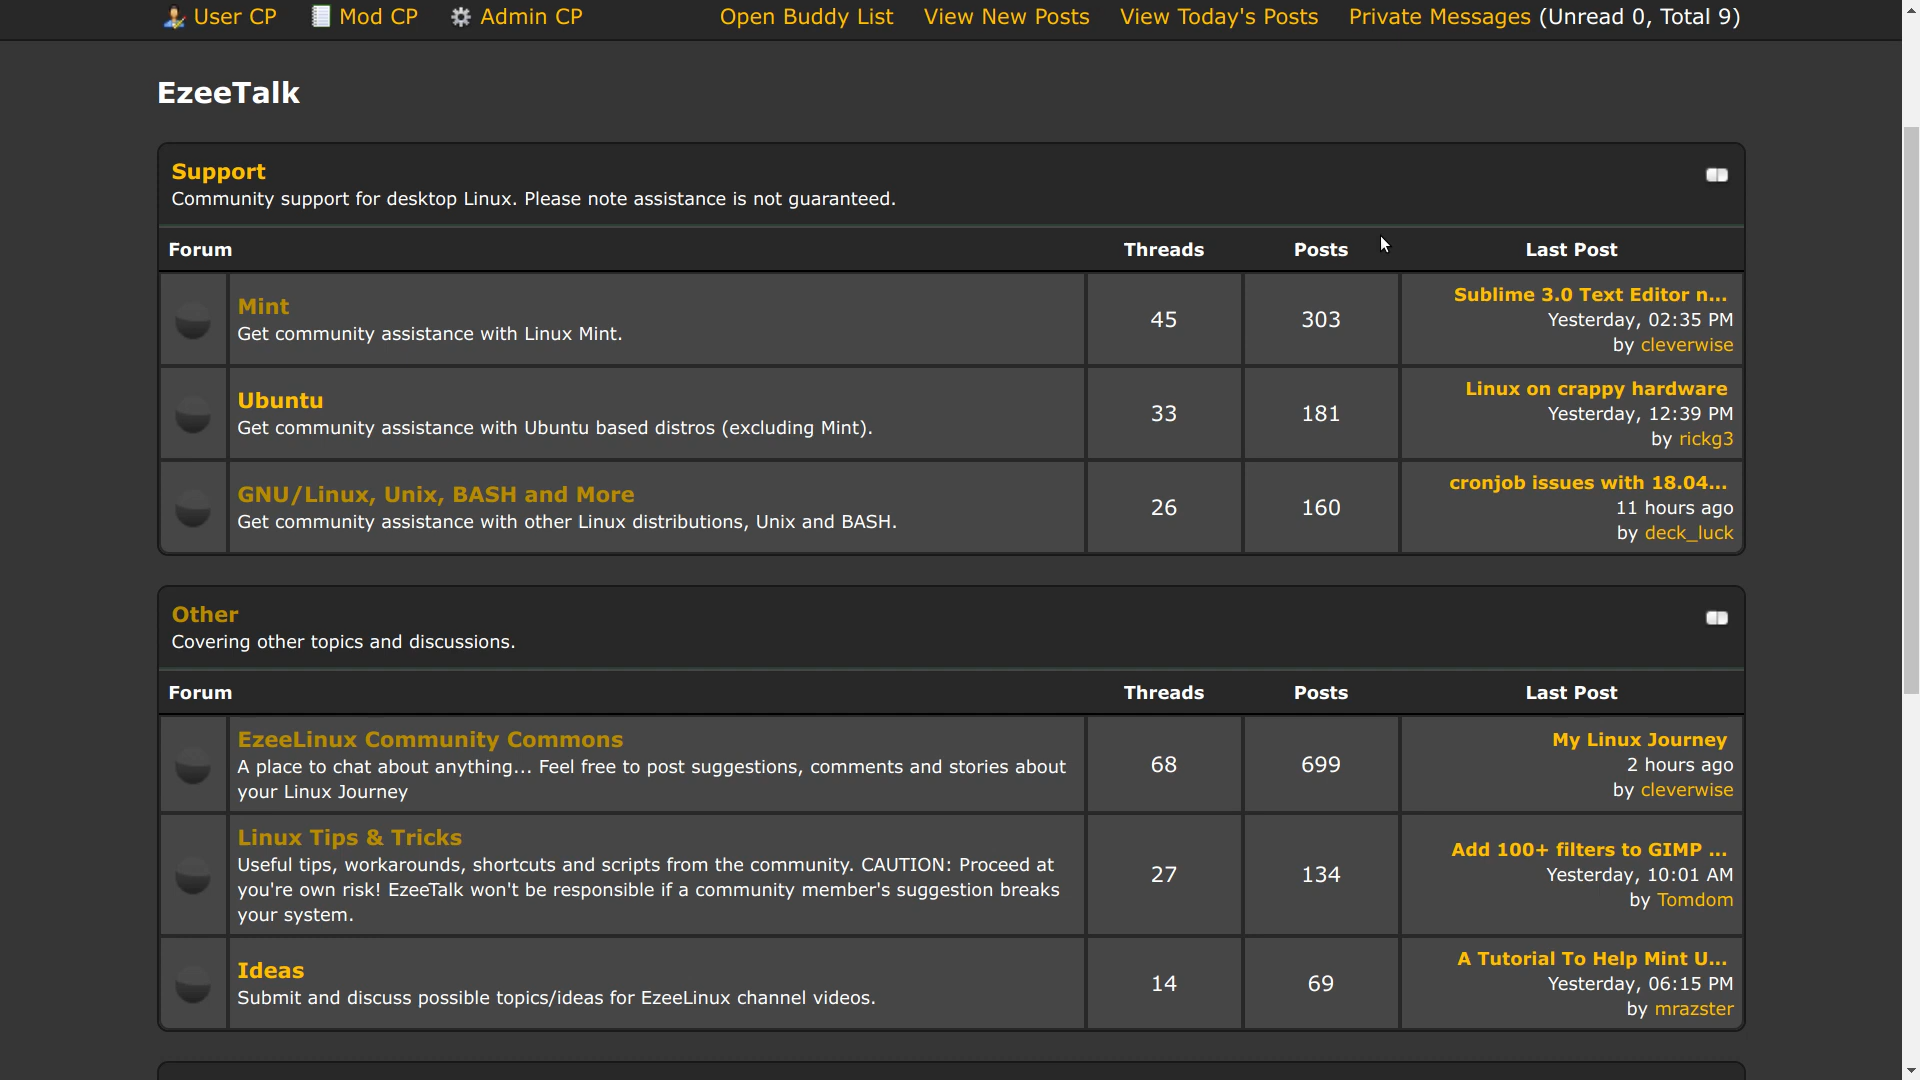 User CP Mod CP Admin CP Open Buddy List View New Posts View Today's Posts Private Messages (Unread 0, Total 9)
EzeeTalk
Support
Community support for desktop Linux. Please note assistance is not guaranteed.
Forum Threads Posts Last Post
Mint
Get community assistance with Linux Mint.
45 303
Sublime 3.0 Text Editor n...
Yesterday, 02:35 PM
by cleverwise
Ubuntu
Get community assistance with Ubuntu based distros (excluding Mint).
33 181
Linux on crappy hardware
Yesterday, 12:39 PM
by rickg3
GNU/Linux, Unix, BASH and More
Get community assistance with other Linux distributions, Unix and BASH.
26 160
cronjob issues with 18.04...
11 hours ago
by deck_luck
Other
Covering other topics and discussions.
Forum Threads Posts Last Post
EzeeLinux Community Commons
A place to chat about anything... Feel free to post suggestions, comments and stories about
your Linux Journey
68 699
My Linux Journey
2 hours ago
by cleverwise
Linux Tips & Tricks
Useful tips, workarounds, shortcuts and scripts from the community. CAUTION: Proceed at
you're own risk! EzeeTalk won't be responsible if a community member's suggestion breaks
your system.
27 134
Add 100+ filters to GIMP ...
Yesterday, 10:01 AM
by Tomdom
Ideas
Submit and discuss possible topics/ideas for EzeeLinux channel videos.
14 69
A Tutorial To Help Mint U...
Yesterday, 06:15 PM
by mrazster